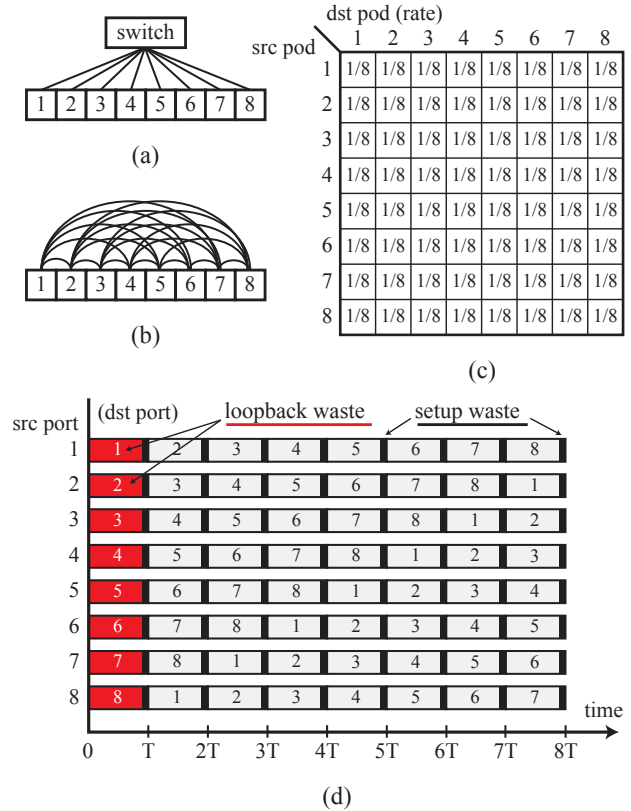 switch
1 2 3 4 5 6 7 8
(a)
1 2 3 4 5 6 7 8
(b)
dst pod (rate)
src pod
1 2 3 4 5 6 7 8
1 1/8 1/8 1/8 1/8 1/8 1/8 1/8 1/8
2 1/8 1/8 1/8 1/8 1/8 1/8 1/8 1/8
3 1/8 1/8 1/8 1/8 1/8 1/8 1/8 1/8
4 1/8 1/8 1/8 1/8 1/8 1/8 1/8 1/8
5 1/8 1/8 1/8 1/8 1/8 1/8 1/8 1/8
6 1/8 1/8 1/8 1/8 1/8 1/8 1/8 1/8
7 1/8 1/8 1/8 1/8 1/8 1/8 1/8 1/8
8 1/8 1/8 1/8 1/8 1/8 1/8 1/8 1/8
(c)
src port (dst port) loopback waste setup waste
1 1 2 3 4 5 6 7 8
2 2 3 4 5 6 7 8 1
3 3 4 5 6 7 8 1 2
4 4 5 6 7 8 1 2 3
5 5 6 7 8 1 2 3 4
6 6 7 8 1 2 3 4 5
7 7 8 1 2 3 4 5 6
8 8 1 2 3 4 5 6 7
time
0 T 2T 3T 4T 5T 6T 7T 8T
(d)